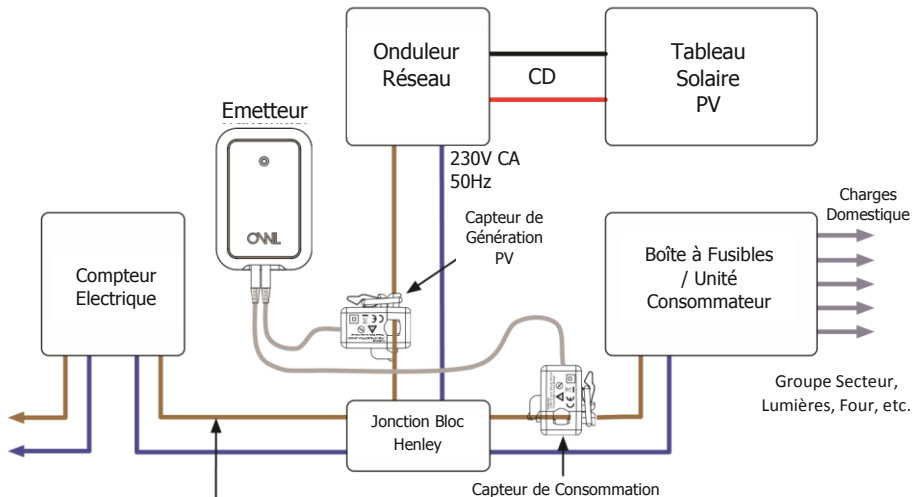 Onduleur
Réseau
CD
Tableau
Solaire
PV
Emetteur
230V CA
50Hz
OWL
Capteur de
Génération
PV
Charges
Domestique
Compteur
Electrique
Boîte à Fusibles
/ Unité
Consommateur
Groupe Secteur,
Lumières, Four, etc.
Jonction Bloc
Henley
Capteur de Consommation